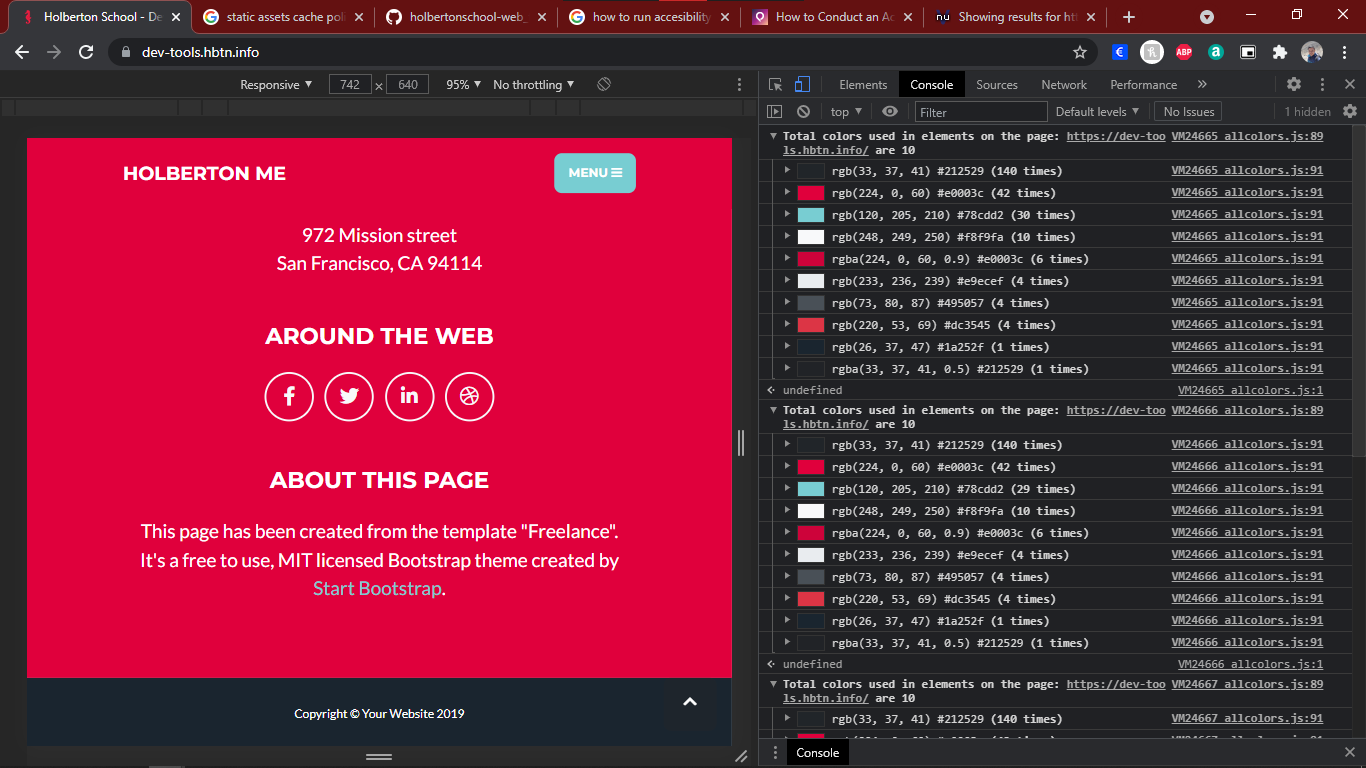 Holberton School - De
static assets cache poli
holbertonschool-web_
how to run accesibility
How to Conduct an Ac
nu
Showing results for ht
dev-tools.hbtn.info
€
ABP
a
Responsive
742 × 640
95%
No throttling
Elements
Console
Sources
Network
Performance
top
Filter
Default levels
No Issues
1 hidden
HOLBERTON ME
MENU
972 Mission street
San Francisco, CA 94114
AROUND THE WEB
ABOUT THIS PAGE
This page has been created from the template "Freelance".
It's a free to use, MIT licensed Bootstrap theme created by
Start Bootstrap.
Copyright © Your Website 2019
Total colors used in elements on the page: https://dev-too VM24665 allcolors.js:89
ls.hbtn.info/ are 10
rgb(33, 37, 41) #212529 (140 times) VM24665 allcolors.js:91
rgb(224, 0, 60) #e0003c (42 times) VM24665 allcolors.js:91
rgb(120, 205, 210) #78cdd2 (30 times) VM24665 allcolors.js:91
rgb(248, 249, 250) #f8f9fa (10 times) VM24665 allcolors.js:91
rgba(224, 0, 60, 0.9) #e0003c (6 times) VM24665 allcolors.js:91
rgb(233, 236, 239) #e9ecef (4 times) VM24665 allcolors.js:91
rgb(73, 80, 87) #495057 (4 times) VM24665 allcolors.js:91
rgb(220, 53, 69) #dc3545 (4 times) VM24665 allcolors.js:91
rgb(26, 37, 47) #1a252f (1 times) VM24665 allcolors.js:91
rgba(33, 37, 41, 0.5) #212529 (1 times) VM24665 allcolors.js:91
undefined VM24665 allcolors.js:1
Total colors used in elements on the page: https://dev-too VM24666 allcolors.js:89
ls.hbtn.info/ are 10
rgb(33, 37, 41) #212529 (140 times) VM24666 allcolors.js:91
rgb(224, 0, 60) #e0003c (42 times) VM24666 allcolors.js:91
rgb(120, 205, 210) #78cdd2 (29 times) VM24666 allcolors.js:91
rgb(248, 249, 250) #f8f9fa (10 times) VM24666 allcolors.js:91
rgba(224, 0, 60, 0.9) #e0003c (6 times) VM24666 allcolors.js:91
rgb(233, 236, 239) #e9ecef (4 times) VM24666 allcolors.js:91
rgb(73, 80, 87) #495057 (4 times) VM24666 allcolors.js:91
rgb(220, 53, 69) #dc3545 (4 times) VM24666 allcolors.js:91
rgb(26, 37, 47) #1a252f (1 times) VM24666 allcolors.js:91
rgba(33, 37, 41, 0.5) #212529 (1 times) VM24666 allcolors.js:91
undefined VM24666 allcolors.js:1
Total colors used in elements on the page: https://dev-too VM24667 allcolors.js:89
ls.hbtn.info/ are 10
rgb(33, 37, 41) #212529 (140 times) VM24667 allcolors.js:91
Console